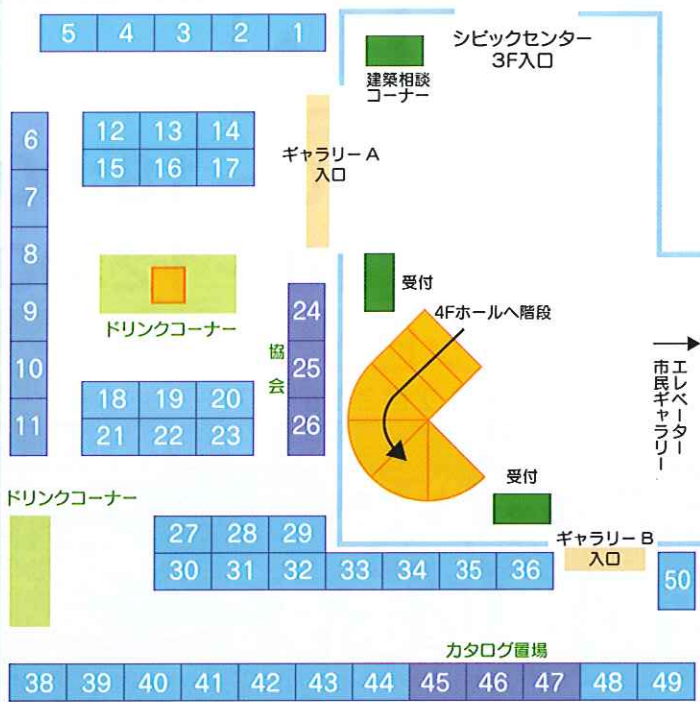 5 4 3 2 1
シビックセンター
3F入口
建築相談
コーナー
6
7
8
9
10
11
12 13 14
15 16 17
ギャラリーA
入口
ドリンクコーナー
受付
4Fホールへ階段
24
25
26
協会
18 19 20
21 22 23
エレベーター
市民ギャラリー
ドリンクコーナー
受付
27 28 29
30 31 32 33 34 35 36
ギャラリーB
入口
50
カタログ置場
38 39 40 41 42 43 44 45 46 47 48 49